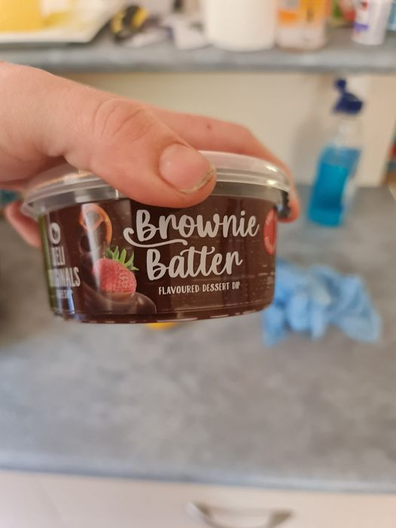 Brownie
Batter
FLAVOURED DESSERT DIP